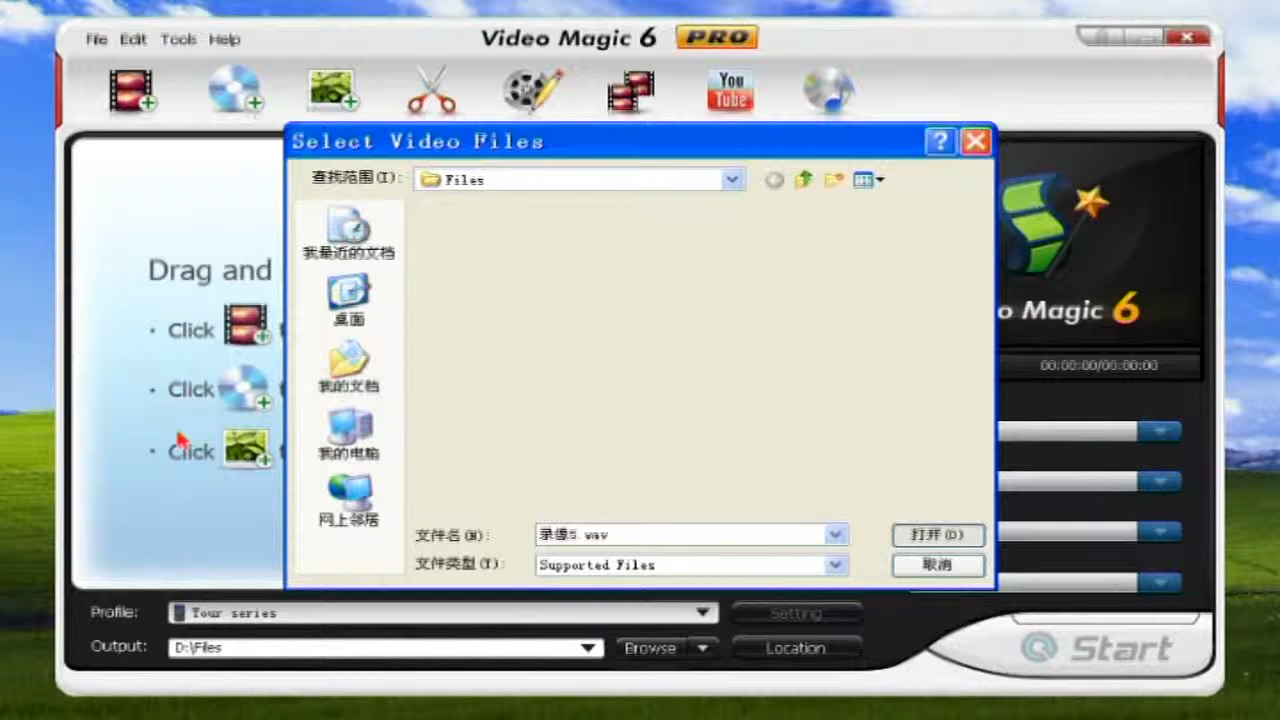 File Edit Tools Help
Video Magic 6 PRO
You
Tube
Select Video Files
查找范围(I):
Files
我最近的文档
桌面
我的文档
我的电脑
网上邻居
Drag and
· Click
· Click
· Click
o Magic 6
00:00:00/00:00:00
文件名(N):
录像5.wav
打开(O)
文件类型(T):
Supported Files
取消
Profile:
Your series
Setting
Output:
D:\Files
Browse
Location
Start